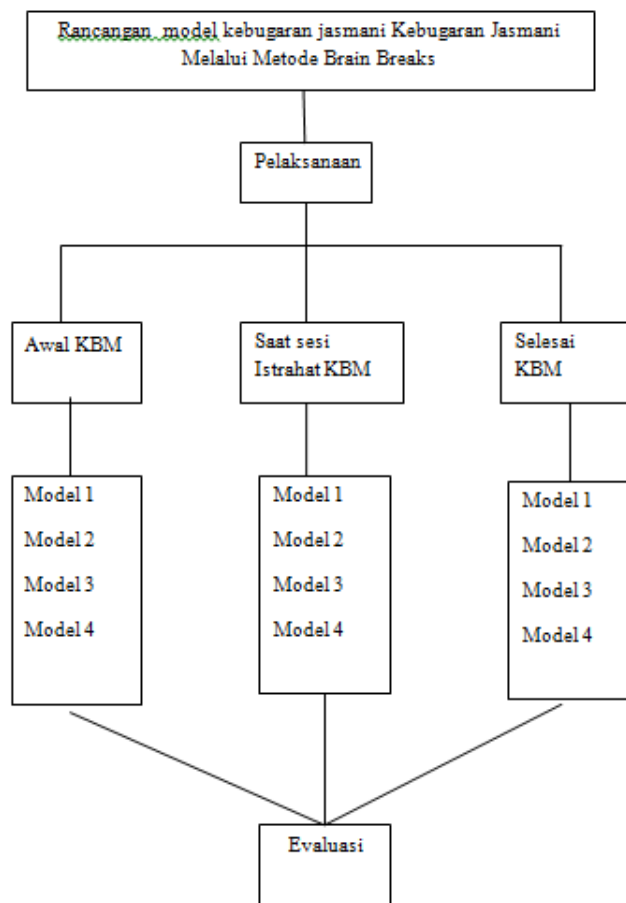 Rancangan model kebugaran jasmani Kebugaran Jasmani
Melalui Metode Brain Breaks
Pelaksanaan
Awal KBM
Saat sesi
Istrahat KBM
Selesai
KBM
Model 1
Model 2
Model 3
Model 4
Model 1
Model 2
Model 3
Model 4
Model 1
Model 2
Model 3
Model 4
Evaluasi